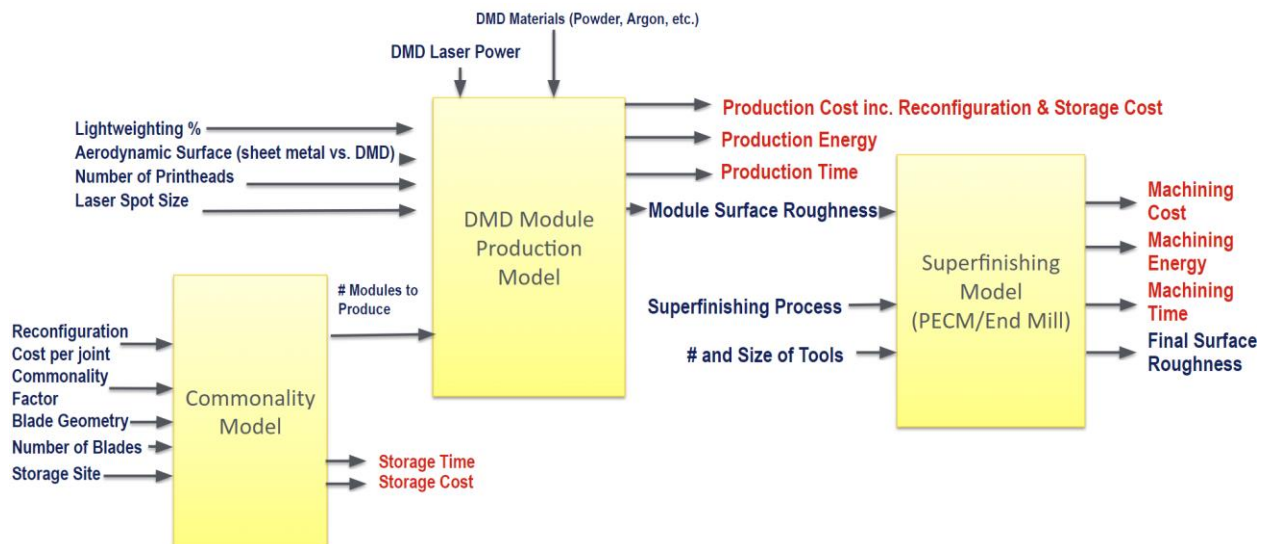 DMD Materials (Powder, Argon, etc.)
DMD Laser Power
Lightweighting %
Aerodynamic Surface (sheet metal vs. DMD)
Number of Printheads
Laser Spot Size
DMD Module
Production
Model
Production Cost inc. Reconfiguration & Storage Cost
Production Energy
Production Time
Module Surface Roughness
# Modules to
Produce
Reconfiguration
Cost per joint
Commonality
Factor
Blade Geometry
Number of Blades
Storage Site
Commonality
Model
Storage Time
Storage Cost
Superfinishing Process
# and Size of Tools
Superfinishing
Model
(PECM/End Mill)
Machining
Cost
Machining
Energy
Machining
Time
Final Surface
Roughness